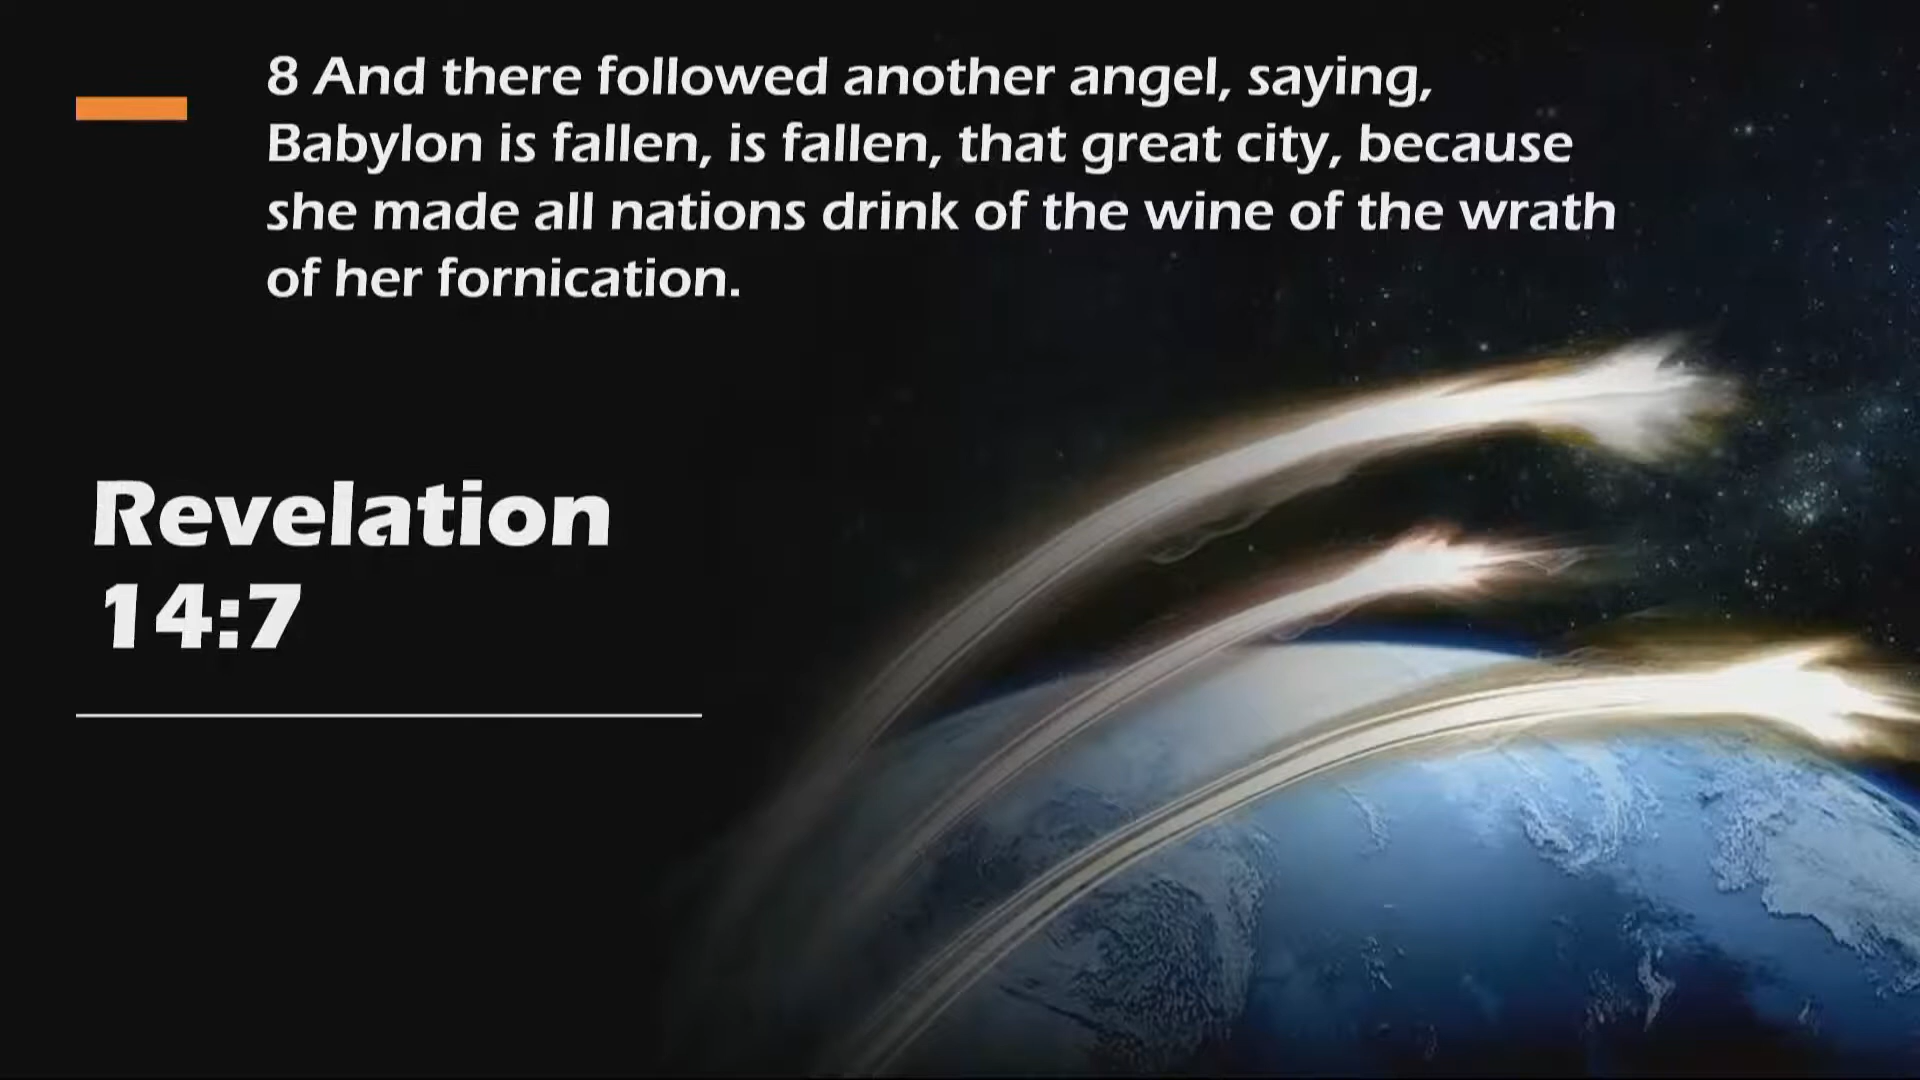 8 And there followed another angel, saying,
Babylon is fallen, is fallen, that great city, because
she made all nations drink of the wine of the wrath
of her fornication.
Revelation
14:7